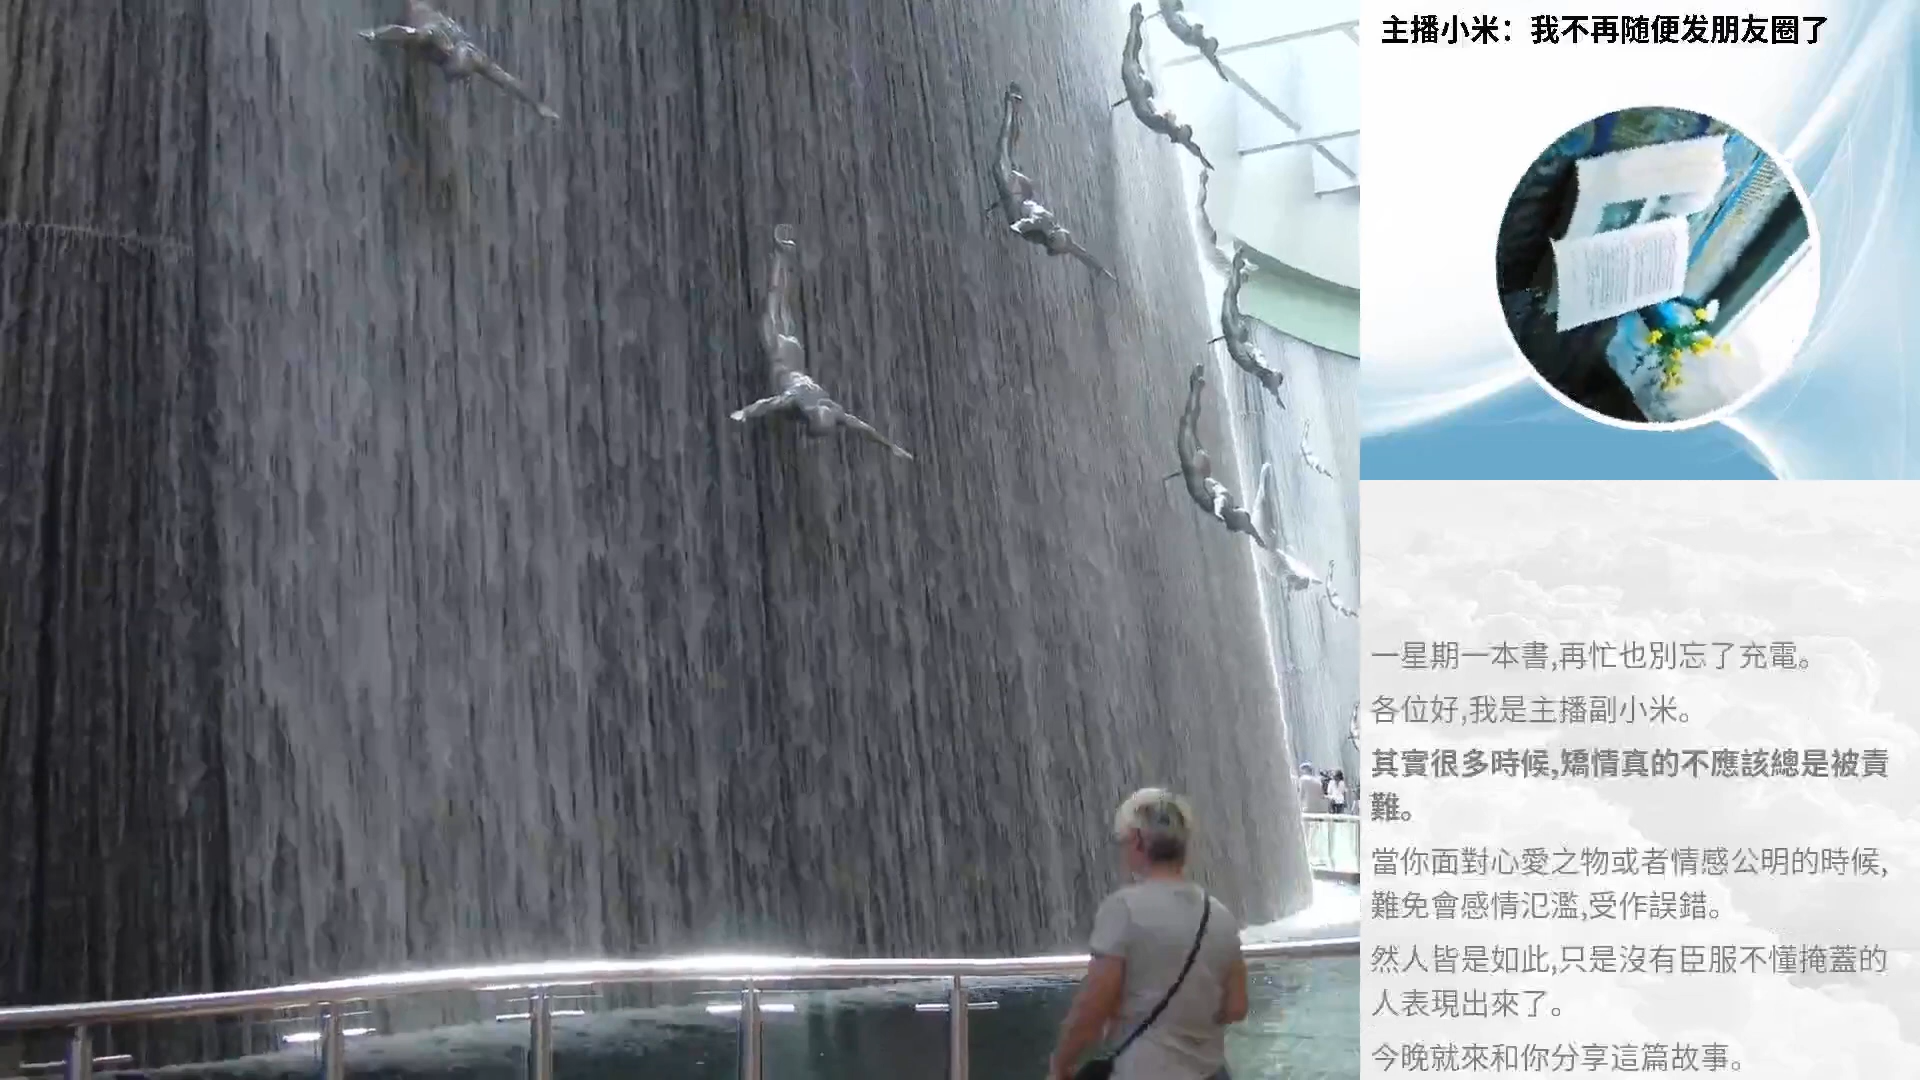 主播小米：我不再随便发朋友圈了
一星期一本書,再忙也別忘了充電。
各位好,我是主播副小米。
其實很多時候,矯情真的不應該總是被責
難。
當你面對心愛之物或者情感公明的時候,
難免會感情氾濫,受作誤錯。
然人皆是如此,只是沒有臣服不懂掩蓋的
人表現出來了。
今晚就來和你分享這篇故事。